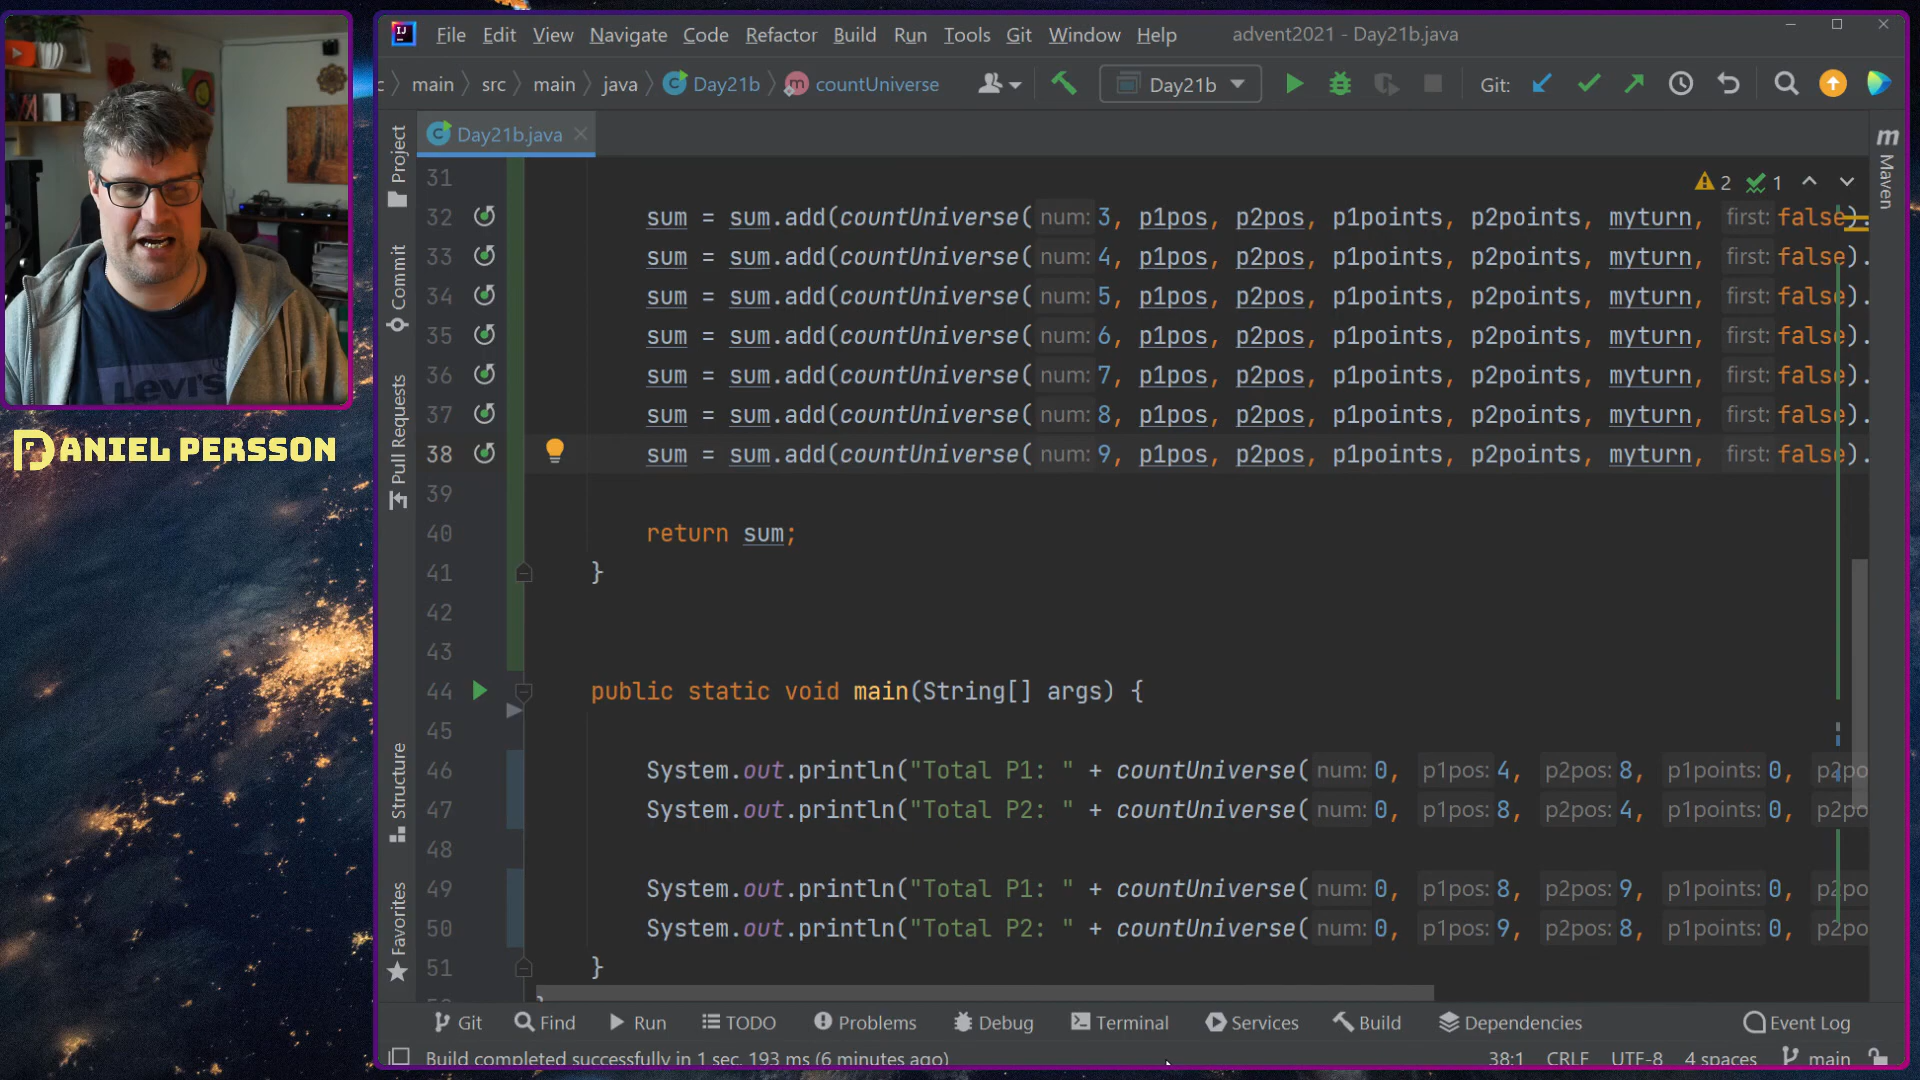 File Edit View Navigate Code Refactor Build Run Tools Git Window Help advent2021 - Day21b.java
main src main java Day21b countUniverse Day21b Git:
Day21b.java
Project
Commit
Pull Requests
Structure
Favorites
Maven
2 1
31
32 sum = sum.add(countUniverse( num: 3, p1pos, p2pos, p1points, p2points, myturn, first: false).
33 sum = sum.add(countUniverse( num: 4, p1pos, p2pos, p1points, p2points, myturn, first: false).
34 sum = sum.add(countUniverse( num: 5, p1pos, p2pos, p1points, p2points, myturn, first: false).
35 sum = sum.add(countUniverse( num: 6, p1pos, p2pos, p1points, p2points, myturn, first: false).
36 sum = sum.add(countUniverse( num: 7, p1pos, p2pos, p1points, p2points, myturn, first: false).
37 sum = sum.add(countUniverse( num: 8, p1pos, p2pos, p1points, p2points, myturn, first: false).
38 sum = sum.add(countUniverse( num: 9, p1pos, p2pos, p1points, p2points, myturn, first: false).
39
40 return sum;
41 }
42
43
44 public static void main(String[] args) {
45
46 System.out.println("Total P1: " + countUniverse( num: 0, p1pos: 4, p2pos: 8, p1points: 0, p2po
47 System.out.println("Total P2: " + countUniverse( num: 0, p1pos: 8, p2pos: 4, p1points: 0, p2po
48
49 System.out.println("Total P1: " + countUniverse( num: 0, p1pos: 8, p2pos: 9, p1points: 0, p2po
50 System.out.println("Total P2: " + countUniverse( num: 0, p1pos: 9, p2pos: 8, p1points: 0, p2po
51 }
Git Find Run TODO Problems Debug Terminal Services Build Dependencies Event Log
Build completed successfully in 1 sec, 193 ms (6 minutes ago) 38:1 CRLF UTF-8 4 spaces main
Levi's
DANIEL PERSSON